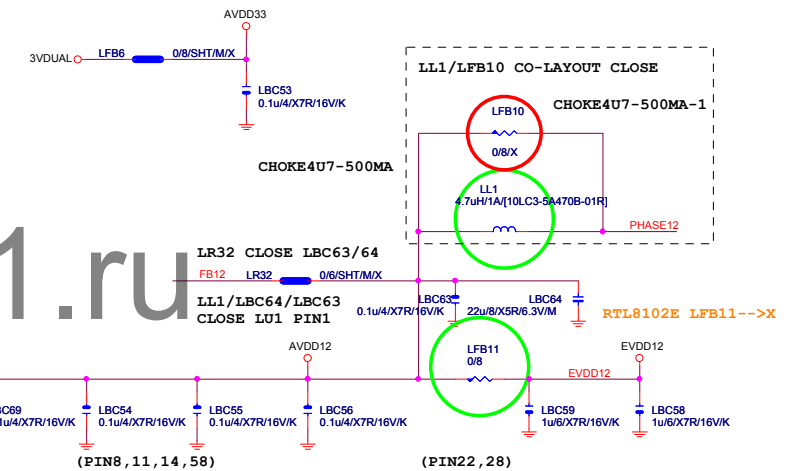 AVDD33
3VDUAL
LFB6
0/8/SHT/M/X
LBC53
0.1u/4/X7R/16V/K
LL1/LFB10 CO-LAYOUT CLOSE
LFB10
CHOKE4U7-500MA-1
0/8/X
CHOKE4U7-500MA
LL1
4.7uH/1A/[10LC3-5A470B-01R]
PHASE12
1.ru
LR32 CLOSE LBC63/64
FB12
LR32
0/6/SHT/M/X
LL1/LBC64/LBC63
CLOSE LU1 PIN1
LBC63
0.1u/4/X7R/16V/K
LBC64
22u/8/X5R/6.3V/M
RTL8102E LFB11-->X
AVDD12
LFB11
0/8
EVDD12
EVDD12
C69
1u/4/X7R/16V/K
LBC54
0.1u/4/X7R/16V/K
LBC55
0.1u/4/X7R/16V/K
LBC56
0.1u/4/X7R/16V/K
LBC59
1u/6/X7R/16V/K
LBC58
1u/6/X7R/16V/K
(PIN8,11,14,58)
(PIN22,28)